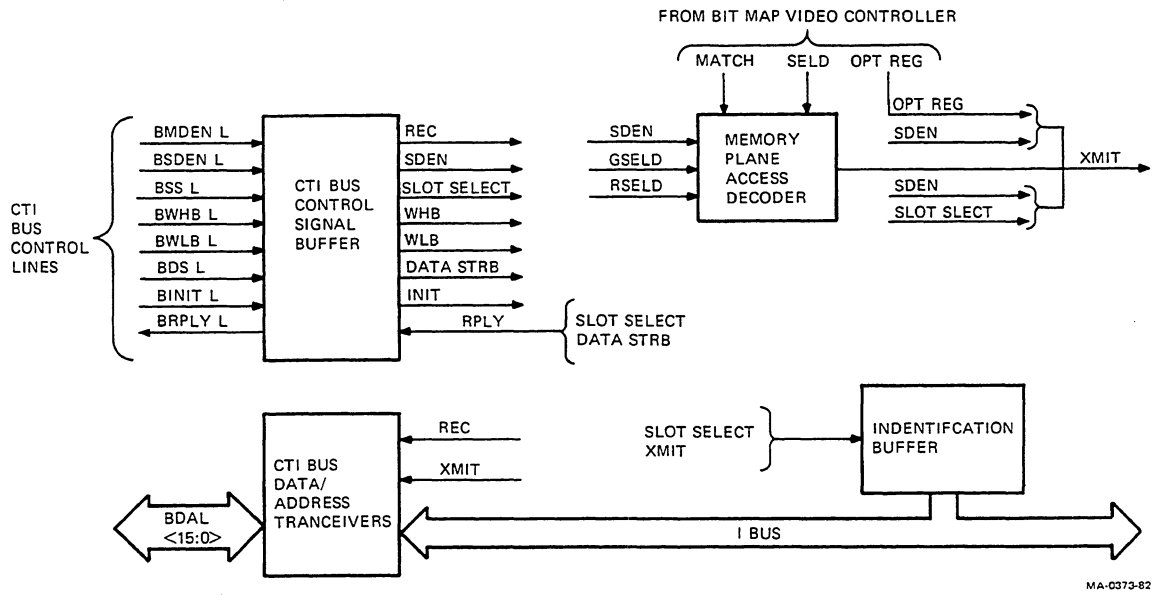 FROM BIT MAP VIDEO CONTROLLER
MATCH SELD OPT REG
CTI
BUS
CONTROL
LINES
BMDEN L
BSDEN L
BSS L
BWHB L
BWLB L
BDS L
BINIT L
BRPLY L
CTI BUS
CONTROL
SIGNAL
BUFFER
REC
SDEN
SLOT SELECT
WHB
WLB
DATA STRB
INIT
RPLY
SLOT SELECT
DATA STRB
SDEN
GSELD
RSELD
MEMORY
PLANE
ACCESS
DECODER
OPT REG
SDEN
XMIT
SDEN
SLOT SLECT
BDAL
<15:0>
CTI BUS
DATA/
ADDRESS
TRANCEIVERS
REC
XMIT
SLOT SELECT
XMIT
INDENTIFCATION
BUFFER
I BUS
MA-0373-82